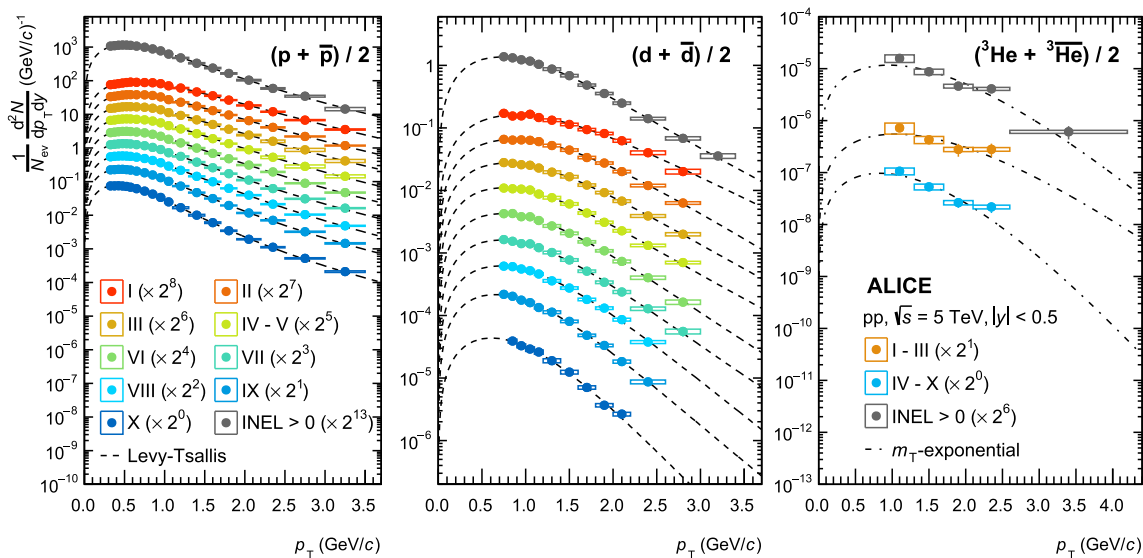 1/N_ev d²N/dp_Tdy (GeV/c)⁻¹
10³
10²
10
1
10⁻¹
10⁻²
10⁻³
10⁻⁴
10⁻⁵
10⁻⁶
10⁻⁷
10⁻⁸
10⁻⁹
10⁻¹⁰
(p + p̅) / 2
I (× 2⁸) II (× 2⁷)
III (× 2⁶) IV - V (× 2⁵)
VI (× 2⁴) VII (× 2³)
VIII (× 2²) IX (× 2¹)
X (× 2⁰) INEL > 0 (× 2¹³)
Levy-Tsallis
0.0 0.5 1.0 1.5 2.0 2.5 3.0 3.5
p_T (GeV/c)
1
10⁻¹
10⁻²
10⁻³
10⁻⁴
10⁻⁵
10⁻⁶
(d + d̅) / 2
0.0 0.5 1.0 1.5 2.0 2.5 3.0 3.5
p_T (GeV/c)
10⁻⁴
10⁻⁵
10⁻⁶
10⁻⁷
10⁻⁸
10⁻⁹
10⁻¹⁰
10⁻¹¹
10⁻¹²
10⁻¹³
(³He + ³H̅e̅) / 2
ALICE
pp, √s = 5 TeV, |y| < 0.5
I - III (× 2¹)
IV - X (× 2⁰)
INEL > 0 (× 2⁶)
m_T-exponential
0.0 0.5 1.0 1.5 2.0 2.5 3.0 3.5 4.0
p_T (GeV/c)